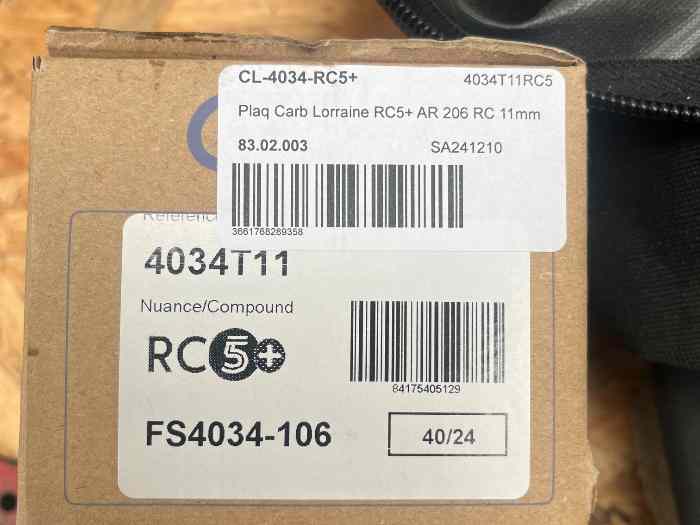 CL-4034-RC5+ 4034T11RC5
Plaq Carb Lorraine RC5+ AR 206 RC 11mm
83.02.003 SA241210
3661768289358
Referenc
4034T11
Nuance/Compound
RC5+
84175405129
FS4034-106 40/24